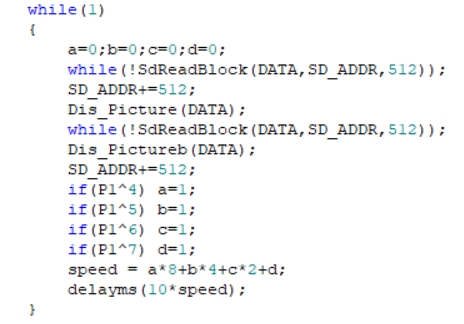 while(1)
{
a=0;b=0;c=0;d=0;
while(!SdReadBlock(DATA,SD_ADDR,512));
SD_ADDR+=512;
Dis_Picture(DATA);
while(!SdReadBlock(DATA,SD_ADDR,512));
Dis_Pictureb(DATA);
SD_ADDR+=512;
if(P1^4) a=1;
if(P1^5) b=1;
if(P1^6) c=1;
if(P1^7) d=1;
speed = a*8+b*4+c*2+d;
delayms(10*speed);
}